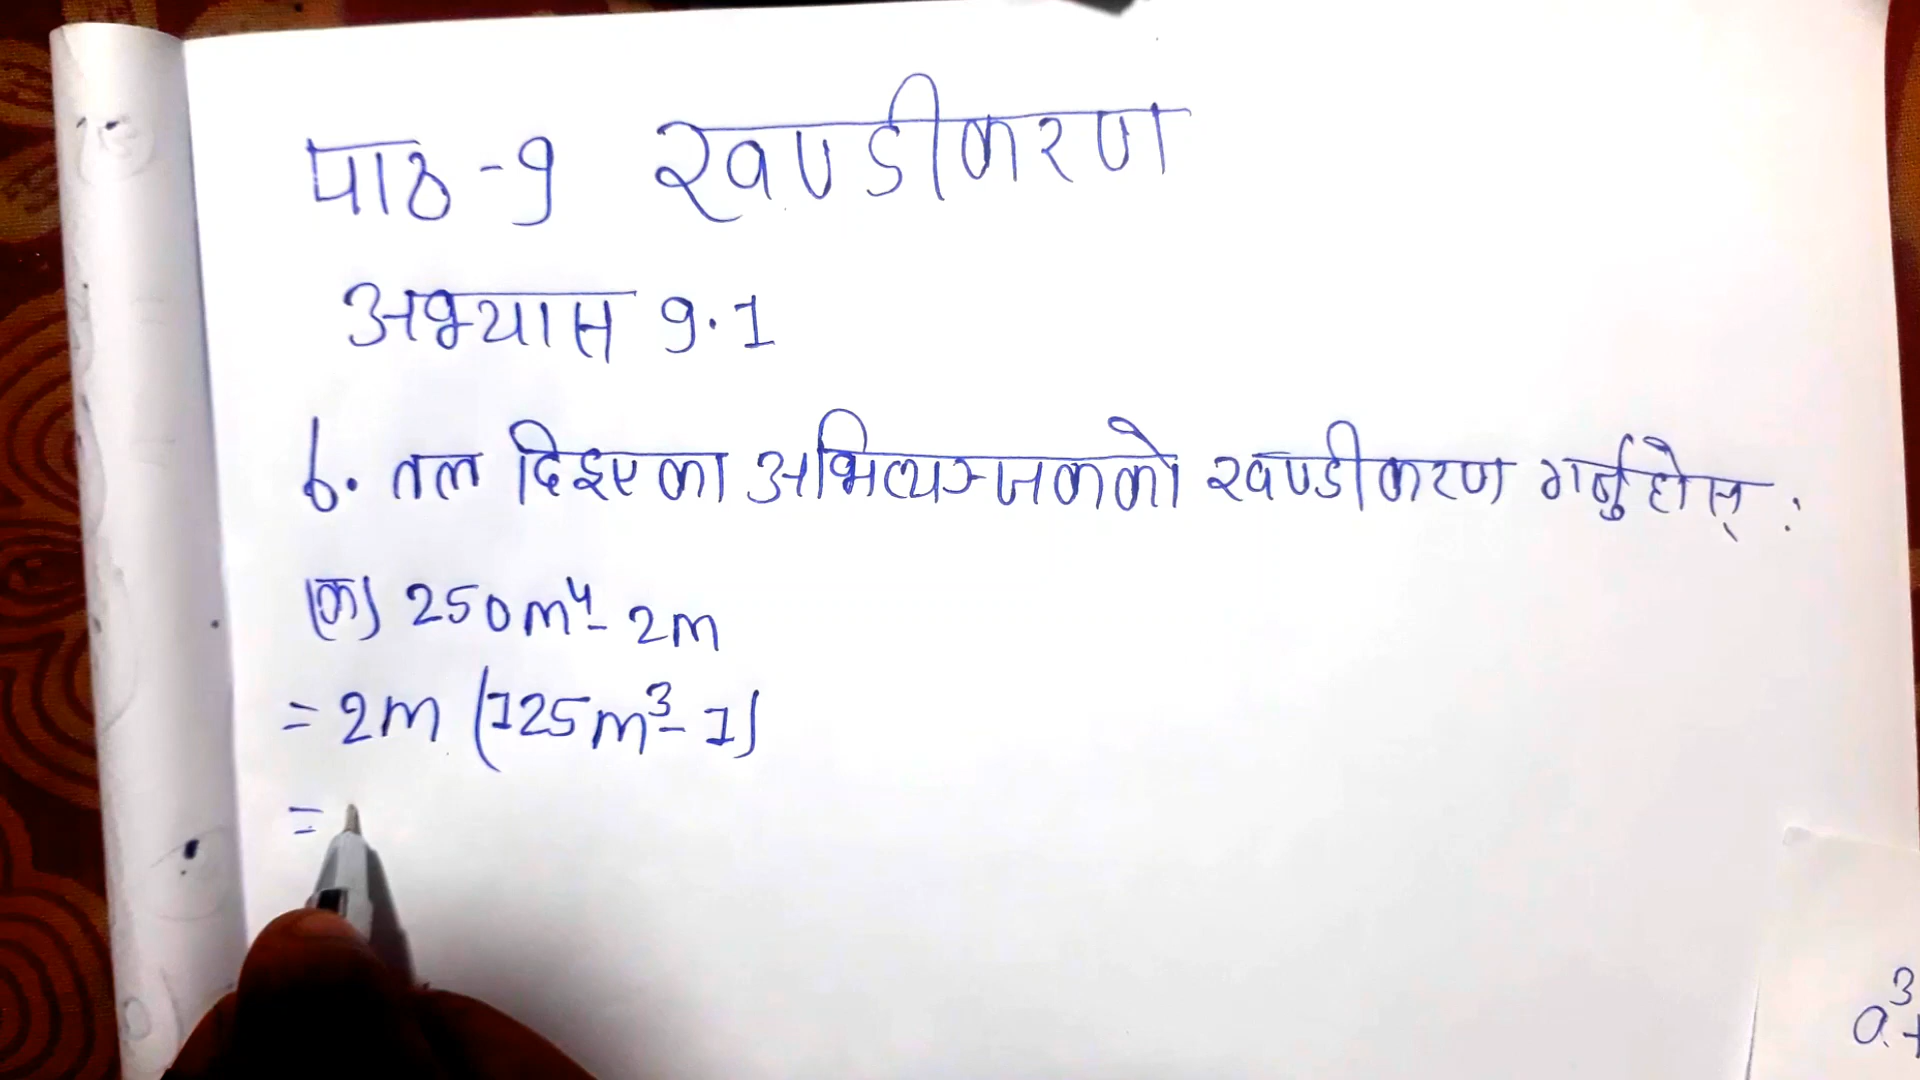 पाठ-9 खण्डीकरण
अभ्यास 9.1
6. तल दिइएका अभिव्यञ्जकको खण्डीकरण गर्नुहोस् :
(क) 250m⁴ - 2m
= 2m (125m³ - 1)
=
a³+